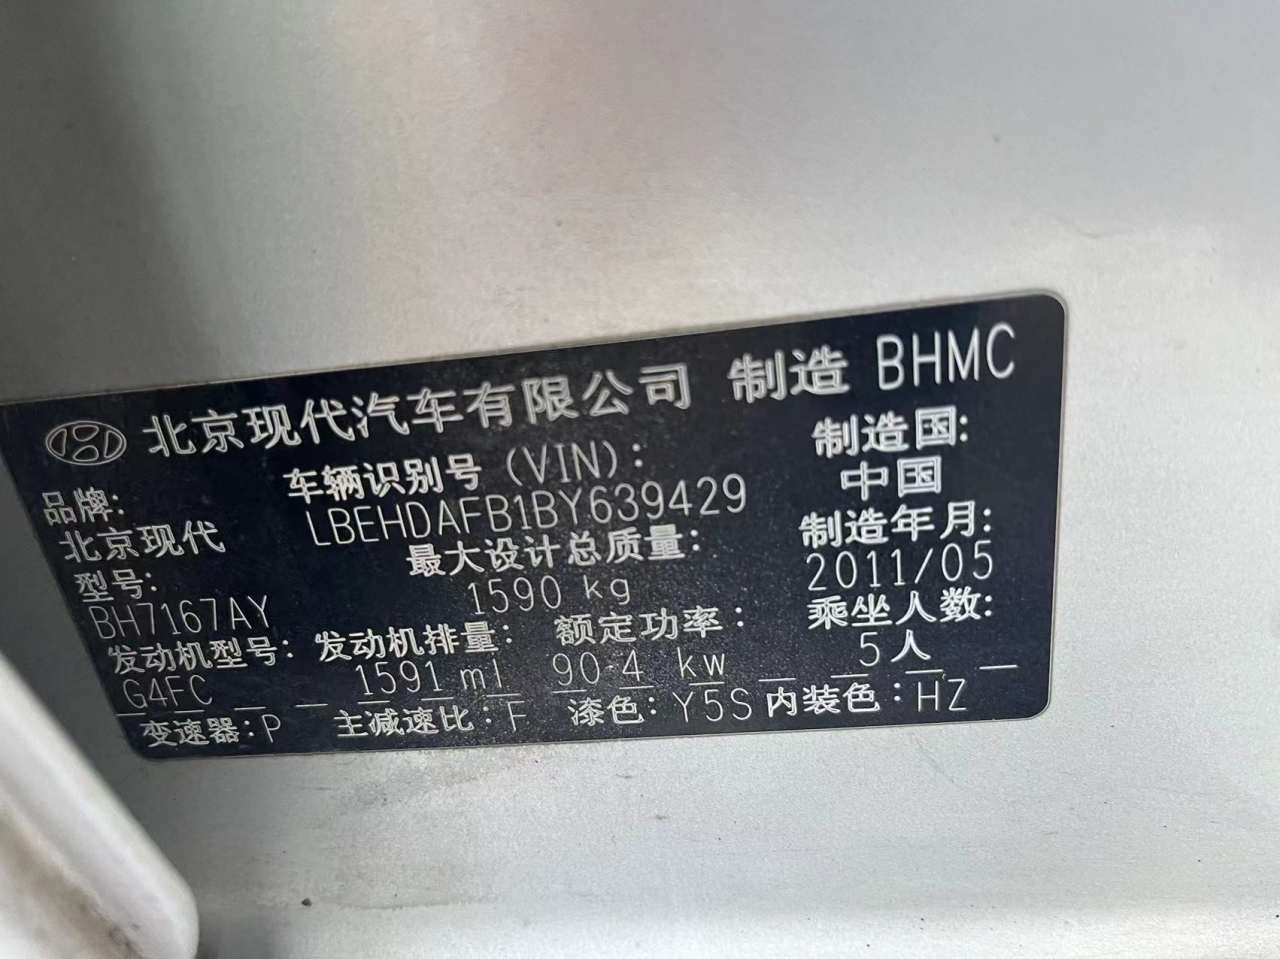 北京现代汽车有限公司 制造 BHMC
品牌: 车辆识别号 (VIN): 制造国:
北京现代 LBEHDAFB1BY639429 中国
型号: 最大设计总质量: 制造年月:
BH7167AY 1590 kg 2011/05
发动机型号: 发动机排量: 额定功率: 乘坐人数:
G4FC 1591 ml 90.4 kw 5人
变速器: P 主减速比: F 漆色: Y5S 内装色: HZ